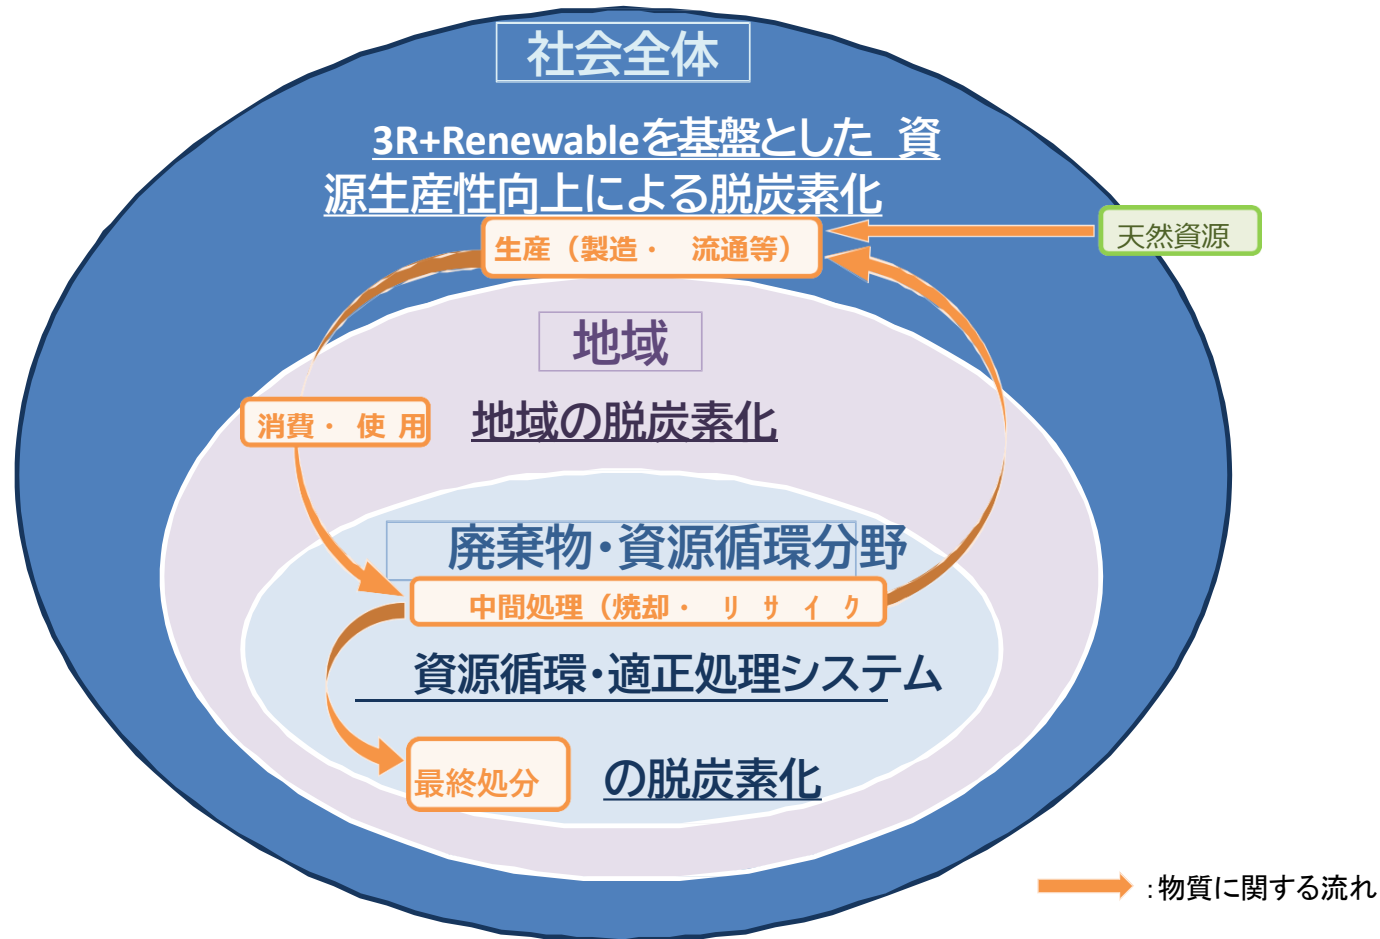 社会全体
3R+Renewableを基盤とした 資
源生産性向上による脱炭素化
生産（製造・ 流通等）
天然資源
地域
消費・ 使 用
地域の脱炭素化
廃棄物・資源循環分野
中間処理（焼却・ リ サ イ ク
資源循環・適正処理システム
最終処分
の脱炭素化
：物質に関する流れ